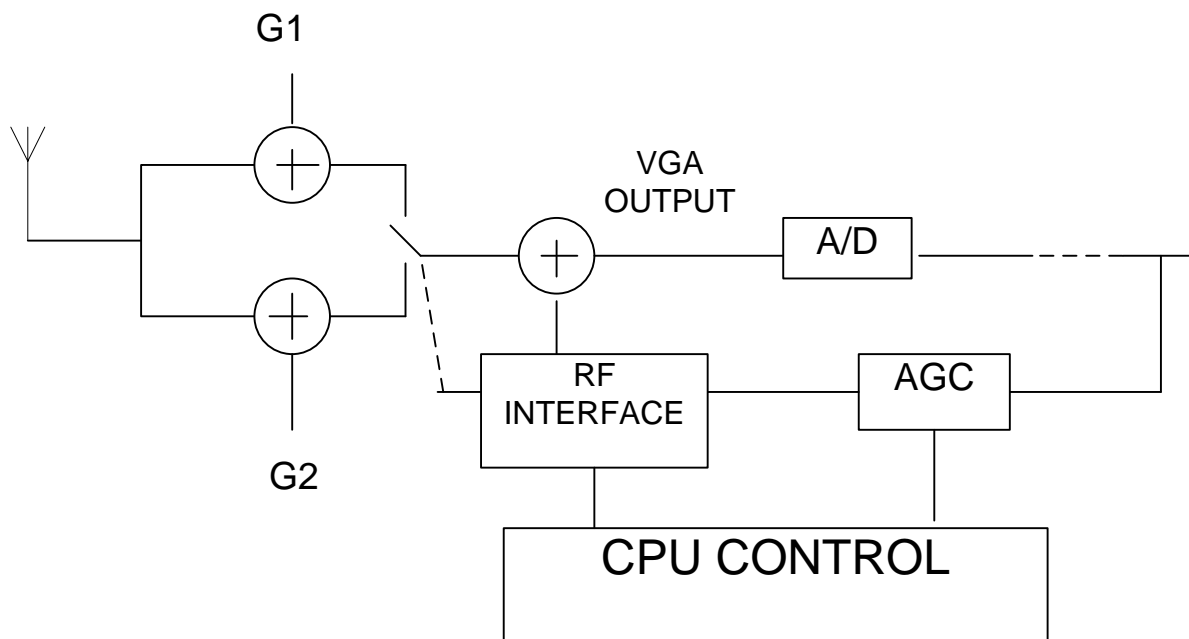 G1
VGA
OUTPUT
A/D
RF
INTERFACE
AGC
G2
CPU CONTROL